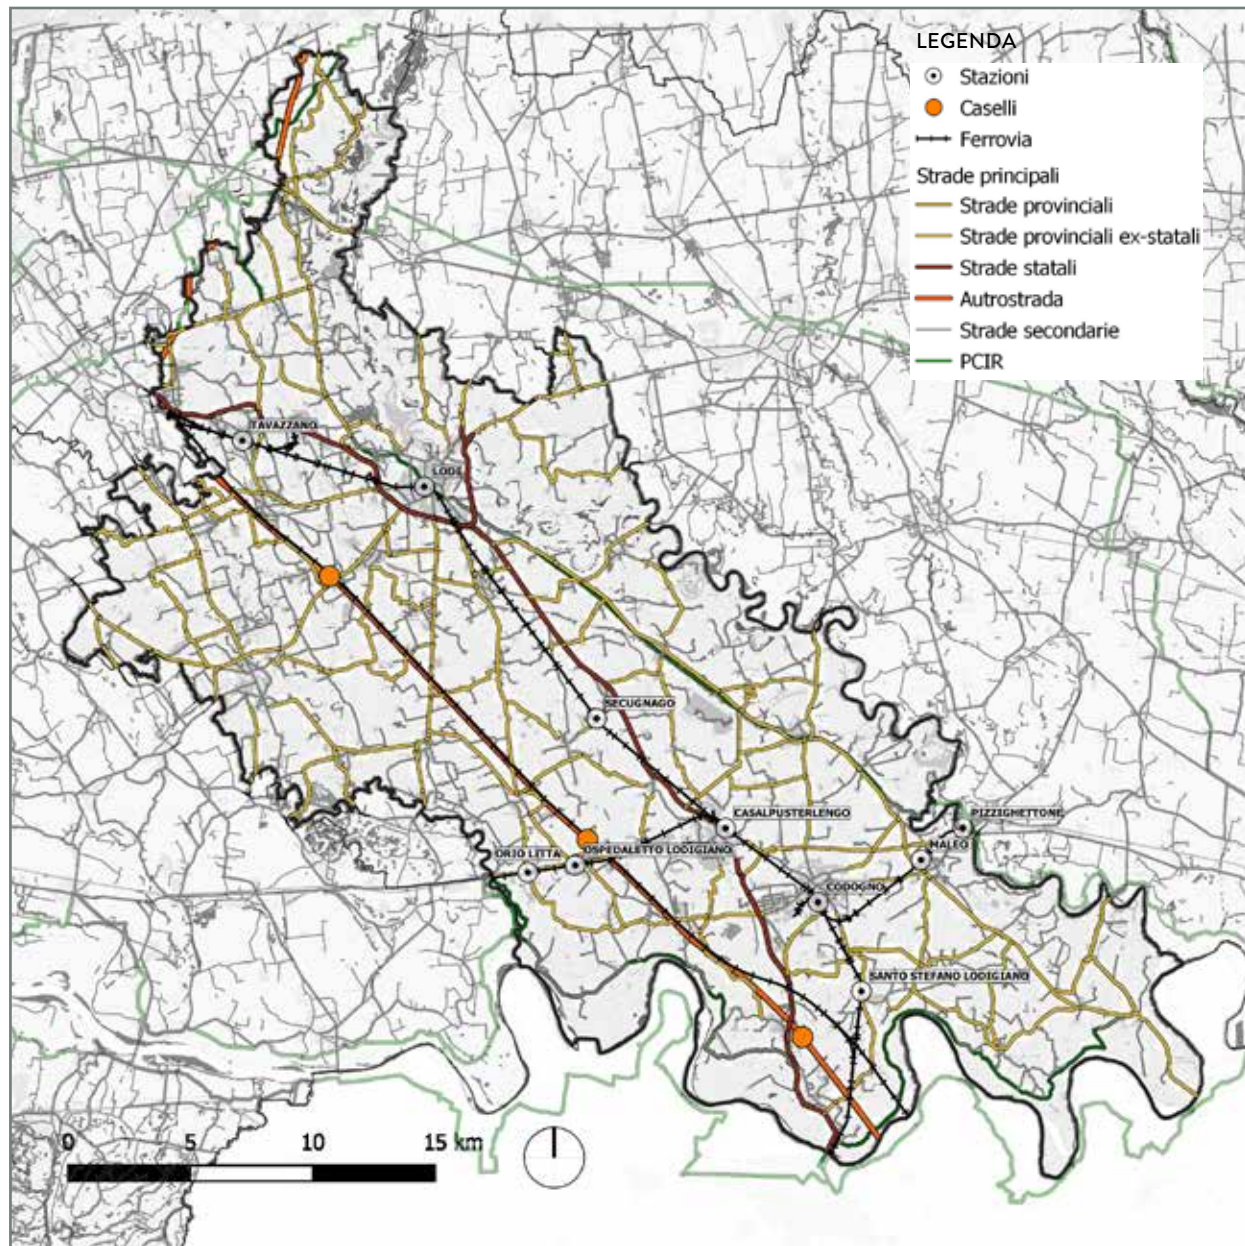 LEGENDA
Stazioni
Caselli
Ferrovia
Strade principali
Strade provinciali
Strade provinciali ex-statali
Strade statali
Autrostrada
Strade secondarie
PCIR
TAVAZZANO
LODI
SECUGNAGO
CASALPUSTERLENGO
PIZZIGHETTONE
MALEO
ORIO LITTA
OSPEDALETTO LODIGIANO
CODOGNO
SANTO STEFANO LODIGIANO
0 5 10 15 km